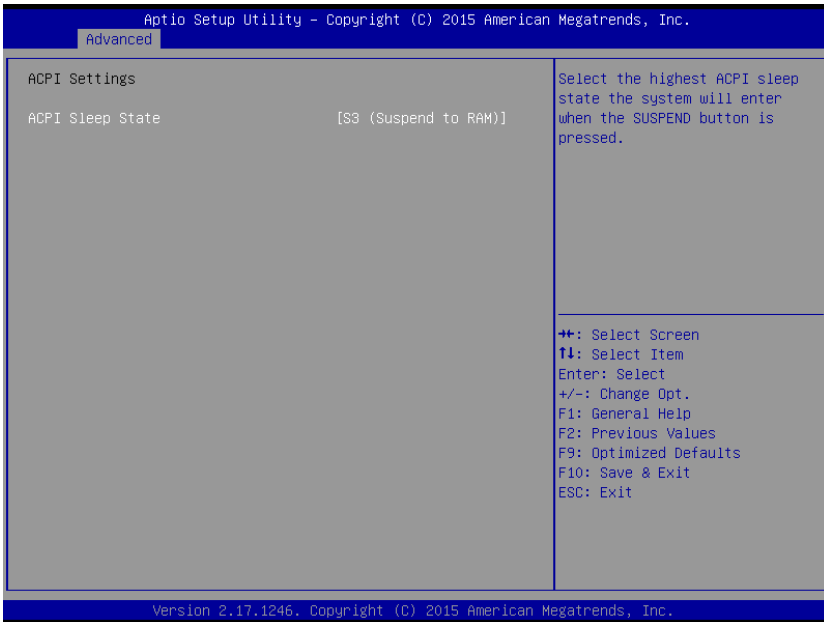 Aptio Setup Utility – Copyright (C) 2015 American Megatrends, Inc.
Advanced
ACPI Settings
ACPI Sleep State [S3 (Suspend to RAM)]
Select the highest ACPI sleep
state the system will enter
when the SUSPEND button is
pressed.
→←: Select Screen
↑↓: Select Item
Enter: Select
+/-: Change Opt.
F1: General Help
F2: Previous Values
F9: Optimized Defaults
F10: Save & Exit
ESC: Exit
Version 2.17.1246. Copyright (C) 2015 American Megatrends, Inc.